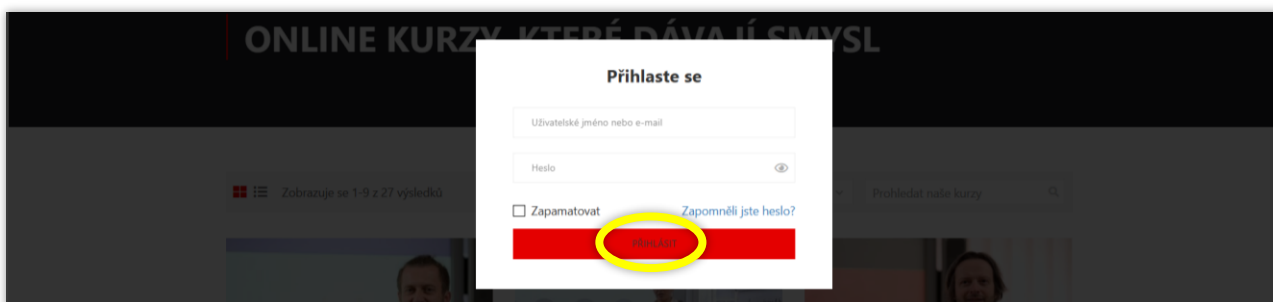 ONLINE KURZY, KTERÉ DÁVAJÍ SMYSL
Přihlaste se
Uživatelské jméno nebo e-mail
Heslo
Zobrazuje se 1-9 z 27 výsledků
Prohledat naše kurzy
Zapamatovat
Zapomněli jste heslo?
PŘIHLÁSIT